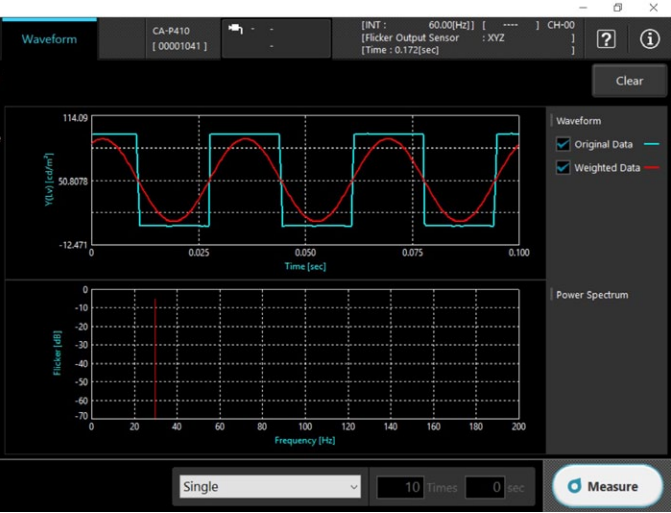 Waveform
CA-P410
[ 00001041 ]
- -
-
[INT : 60.00[Hz]] [ ---- ] CH-00
[Flicker Output Sensor : XYZ ]
[Time : 0.172[sec] ]
?
i
Clear
114.09
50.8078
-12.471
Y(Lv) [cd/m²]
0 0.025 0.050 0.075 0.100
Time [sec]
Waveform
Original Data
Weighted Data
0
-10
-20
-30
-40
-50
-60
-70
Flicker [dB]
0 20 40 60 80 100 120 140 160 180 200
Frequency [Hz]
Power Spectrum
Single
10 Times 0 sec
Measure